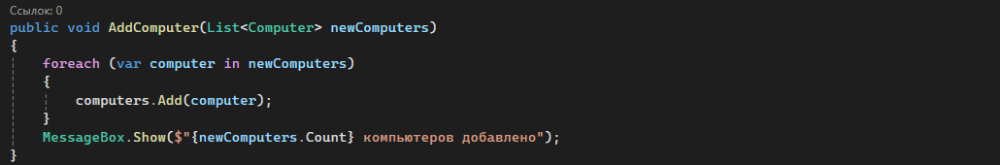 Ссылок: 0
public void AddComputer(List<Computer> newComputers)
{
foreach (var computer in newComputers)
{
computers.Add(computer);
}
MessageBox.Show($"{newComputers.Count} компьютеров добавлено");
}